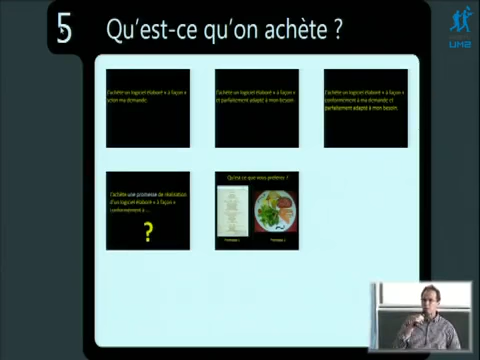 5
Qu'est-ce qu'on achète ?
J'achète un logiciel élaboré « à façon »
selon ma demande.
J'achète un logiciel élaboré « à façon »
et parfaitement adapté à mon besoin.
J'achète un logiciel élaboré « à façon »
conformément à ma demande et
parfaitement adapté à mon besoin.
J'achète une promesse de réalisation
d'un logiciel élaboré « à façon »
conformément à ...
?
Qu'est ce que vous préférez ?
UM2